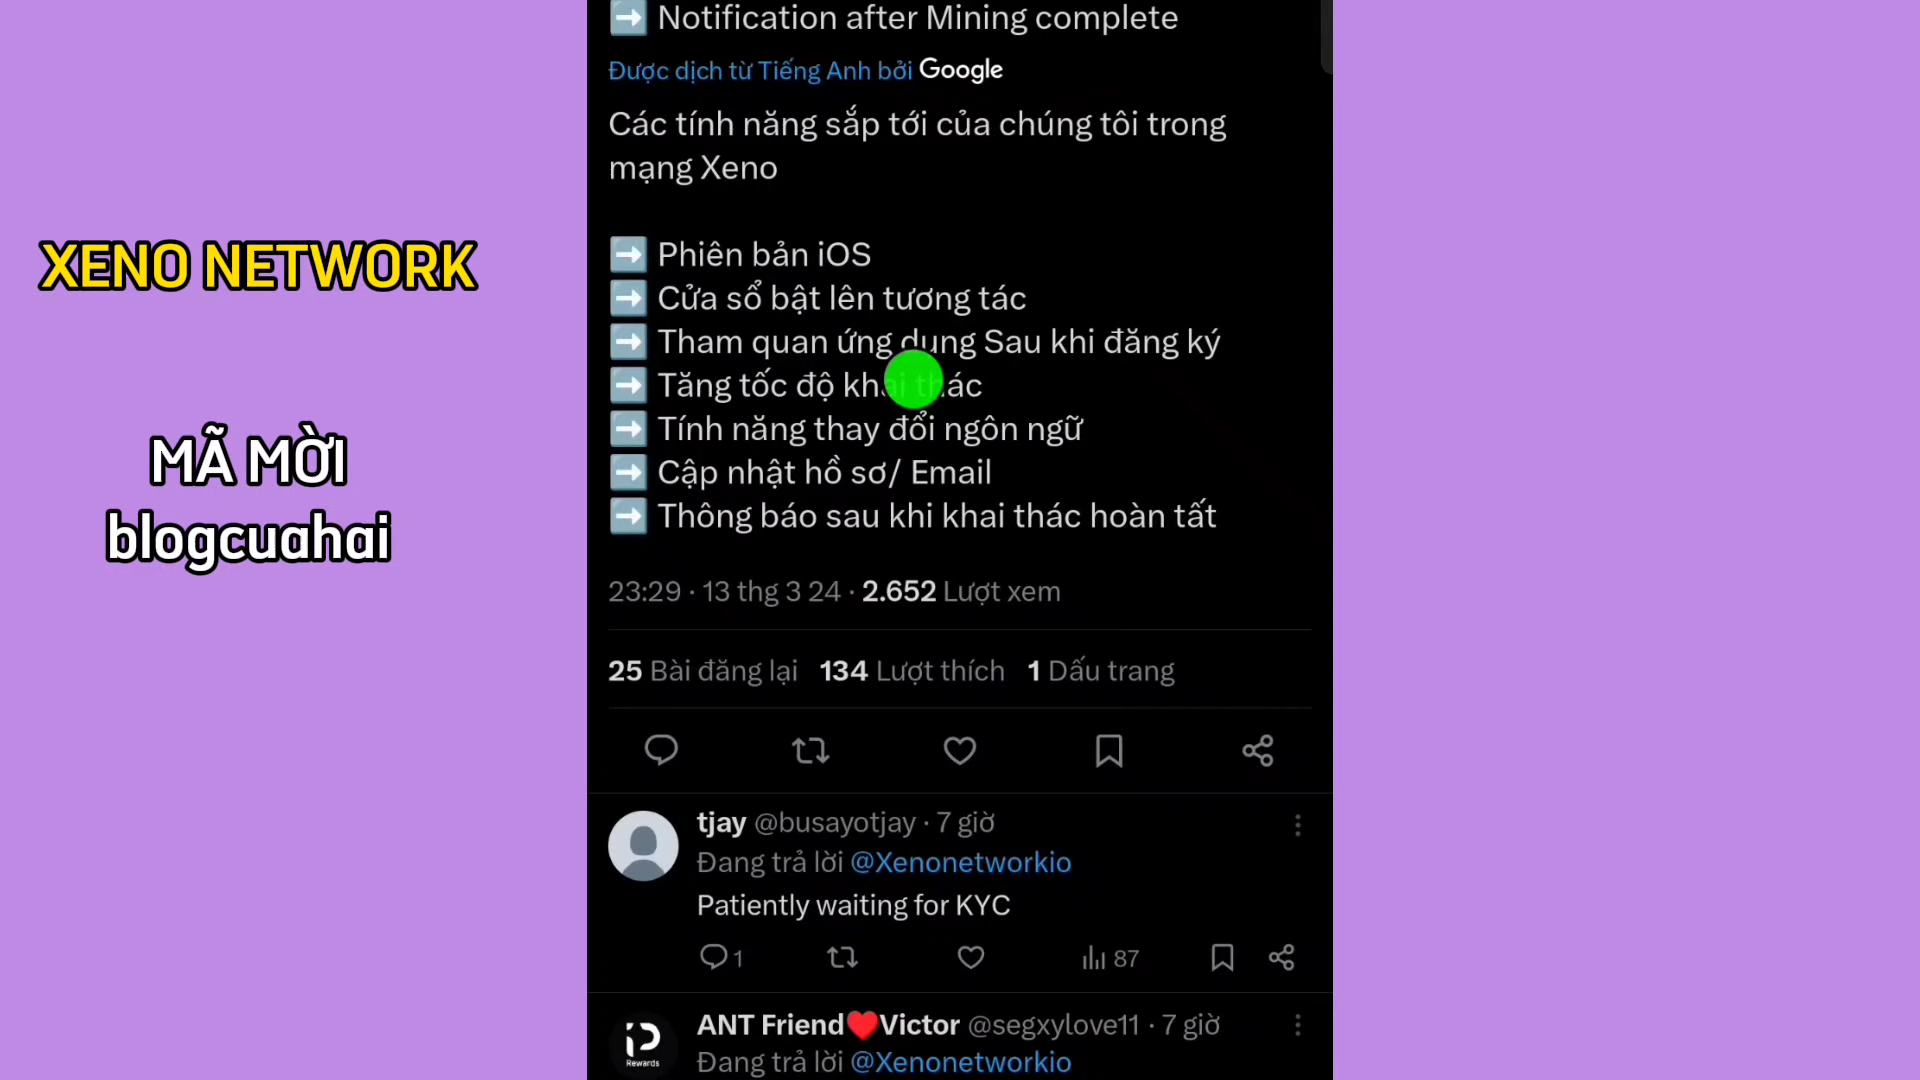 XENO NETWORK
MÃ MỜI
blogcuahai
➡️ Notification after Mining complete
Được dịch từ Tiếng Anh bởi Google
Các tính năng sắp tới của chúng tôi trong
mạng Xeno
➡️ Phiên bản iOS
➡️ Cửa sổ bật lên tương tác
➡️ Tham quan ứng dụng Sau khi đăng ký
➡️ Tăng tốc độ khai thác
➡️ Tính năng thay đổi ngôn ngữ
➡️ Cập nhật hồ sơ/ Email
➡️ Thông báo sau khi khai thác hoàn tất
23:29 · 13 thg 3 24 · 2.652 Lượt xem
25 Bài đăng lại 134 Lượt thích 1 Dấu trang
tjay @busayotjay · 7 giờ
Đang trả lời @Xenonetworkio
Patiently waiting for KYC
1 87
ANT Friend❤️Victor @segxylove11 · 7 giờ
Rewards
Đang trả lời @Xenonetworkio